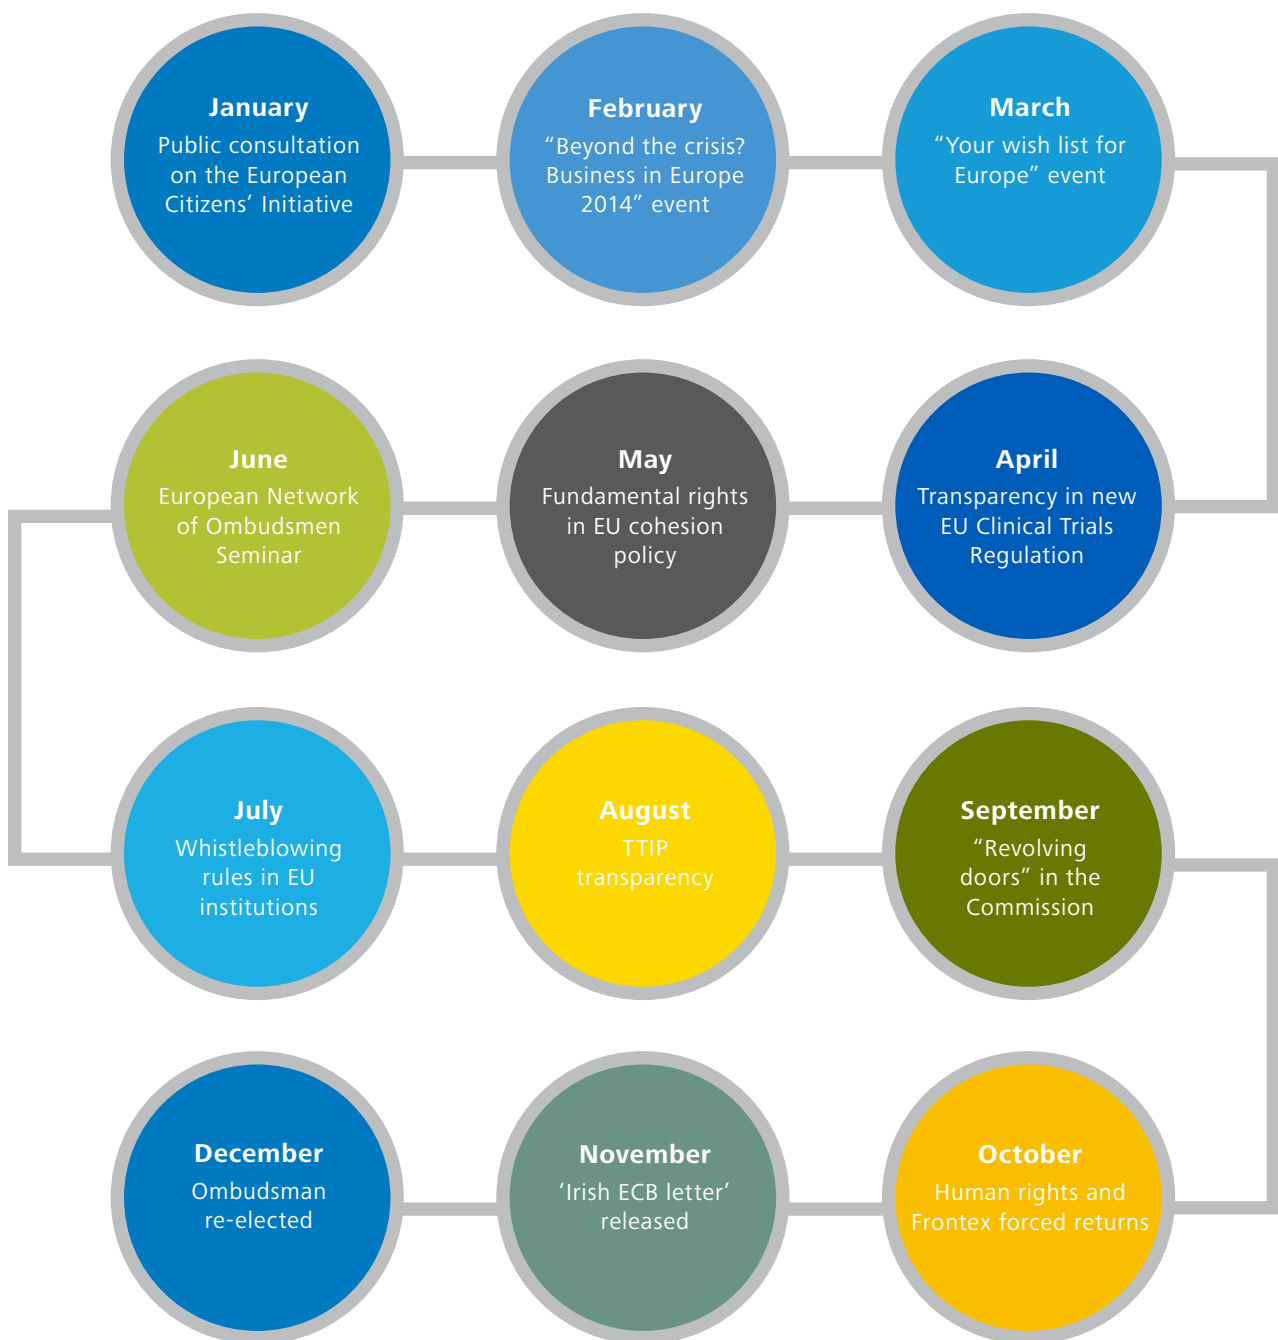 January
Public consultation
on the European
Citizens’ Initiative
February
“Beyond the crisis?
Business in Europe
2014” event
March
“Your wish list for
Europe” event
April
Transparency in new
EU Clinical Trials
Regulation
May
Fundamental rights
in EU cohesion
policy
June
European Network
of Ombudsmen
Seminar
July
Whistleblowing
rules in EU
institutions
August
TTIP
transparency
September
“Revolving
doors” in the
Commission
October
Human rights and
Frontex forced returns
November
‘Irish ECB letter’
released
December
Ombudsman
re-elected